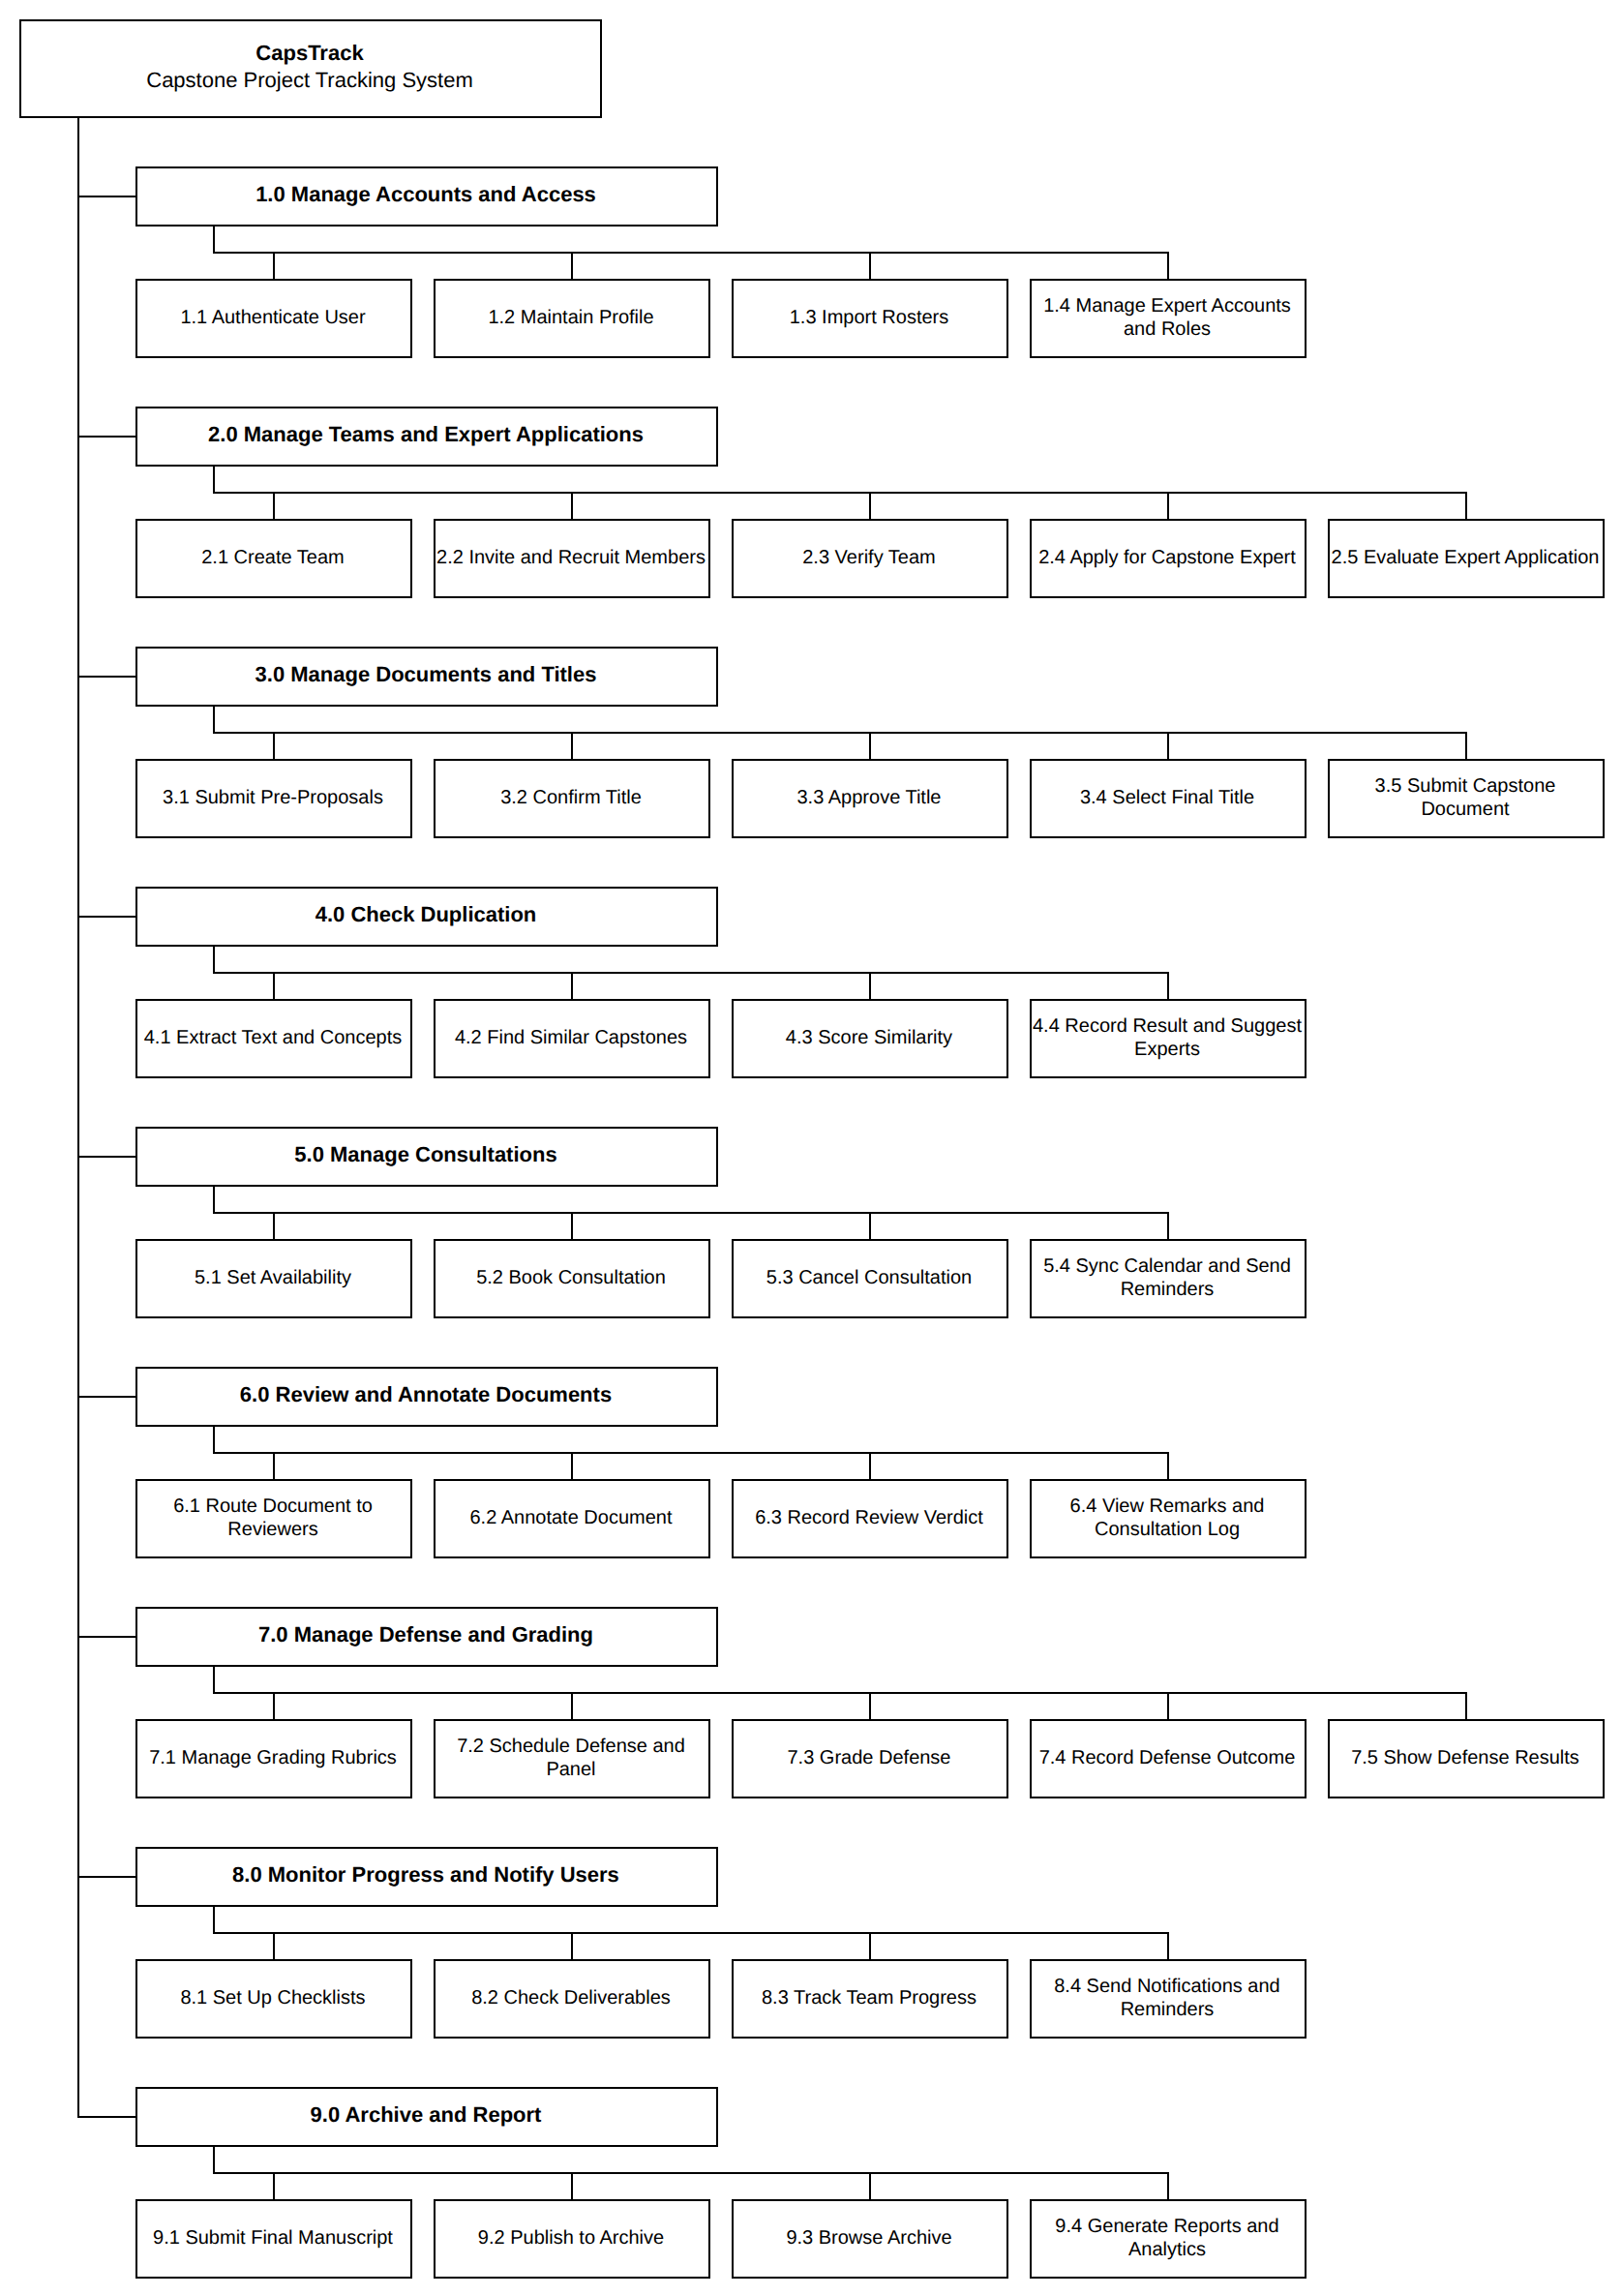 CapsTrack
Capstone Project Tracking System
1.0 Manage Accounts and Access
1.1 Authenticate User
1.2 Maintain Profile
1.3 Import Rosters
1.4 Manage Expert Accounts
and Roles
2.0 Manage Teams and Expert Applications
2.1 Create Team
2.2 Invite and Recruit Members
2.3 Verify Team
2.4 Apply for Capstone Expert
2.5 Evaluate Expert Application
3.0 Manage Documents and Titles
3.1 Submit Pre-Proposals
3.2 Confirm Title
3.3 Approve Title
3.4 Select Final Title
3.5 Submit Capstone
Document
4.0 Check Duplication
4.1 Extract Text and Concepts
4.2 Find Similar Capstones
4.3 Score Similarity
4.4 Record Result and Suggest
Experts
5.0 Manage Consultations
5.1 Set Availability
5.2 Book Consultation
5.3 Cancel Consultation
5.4 Sync Calendar and Send
Reminders
6.0 Review and Annotate Documents
6.1 Route Document to
Reviewers
6.2 Annotate Document
6.3 Record Review Verdict
6.4 View Remarks and
Consultation Log
7.0 Manage Defense and Grading
7.1 Manage Grading Rubrics
7.2 Schedule Defense and
Panel
7.3 Grade Defense
7.4 Record Defense Outcome
7.5 Show Defense Results
8.0 Monitor Progress and Notify Users
8.1 Set Up Checklists
8.2 Check Deliverables
8.3 Track Team Progress
8.4 Send Notifications and
Reminders
9.0 Archive and Report
9.1 Submit Final Manuscript
9.2 Publish to Archive
9.3 Browse Archive
9.4 Generate Reports and
Analytics